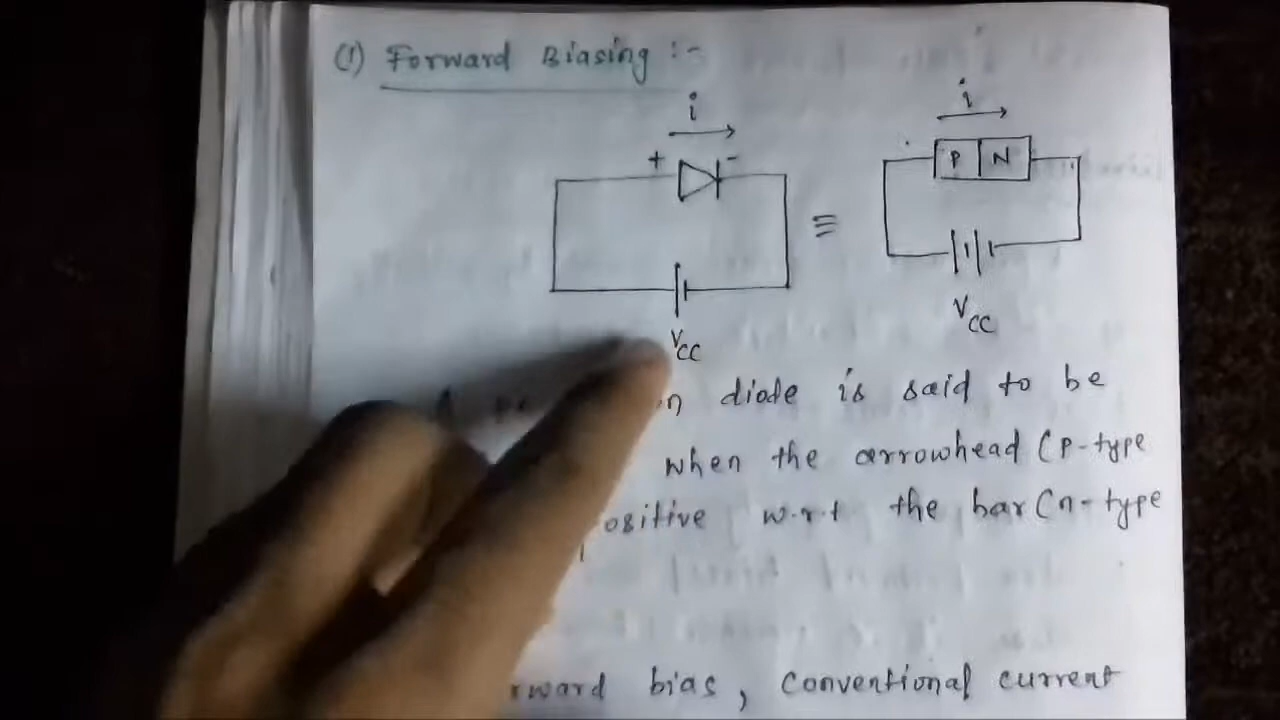 (1) Forward Biasing :-
i
i
+ -
P N
≡
Vcc
Vcc
diode is said to be
when the arrowhead (p-type
ositive w.r.t the bar (n-type
rward bias, conventional current